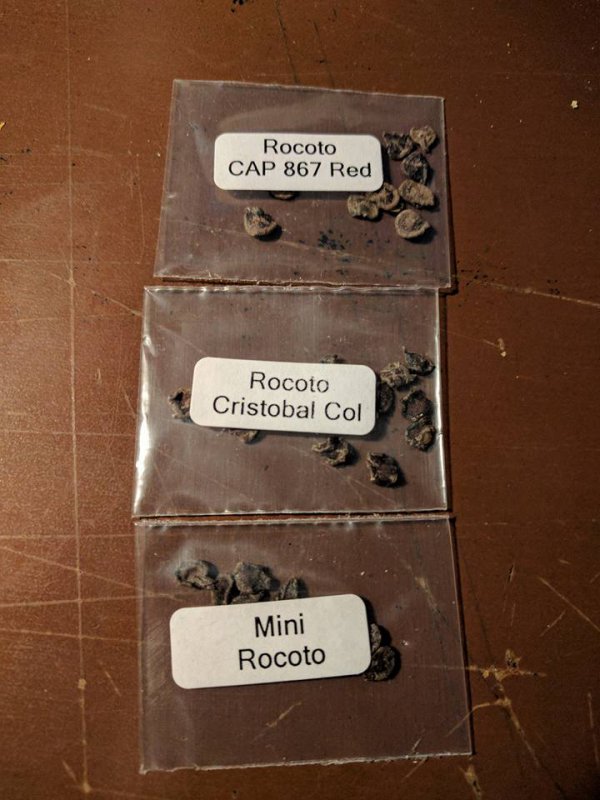 Rocoto
CAP 867 Red
Rocoto
Cristobal Col
Mini
Rocoto